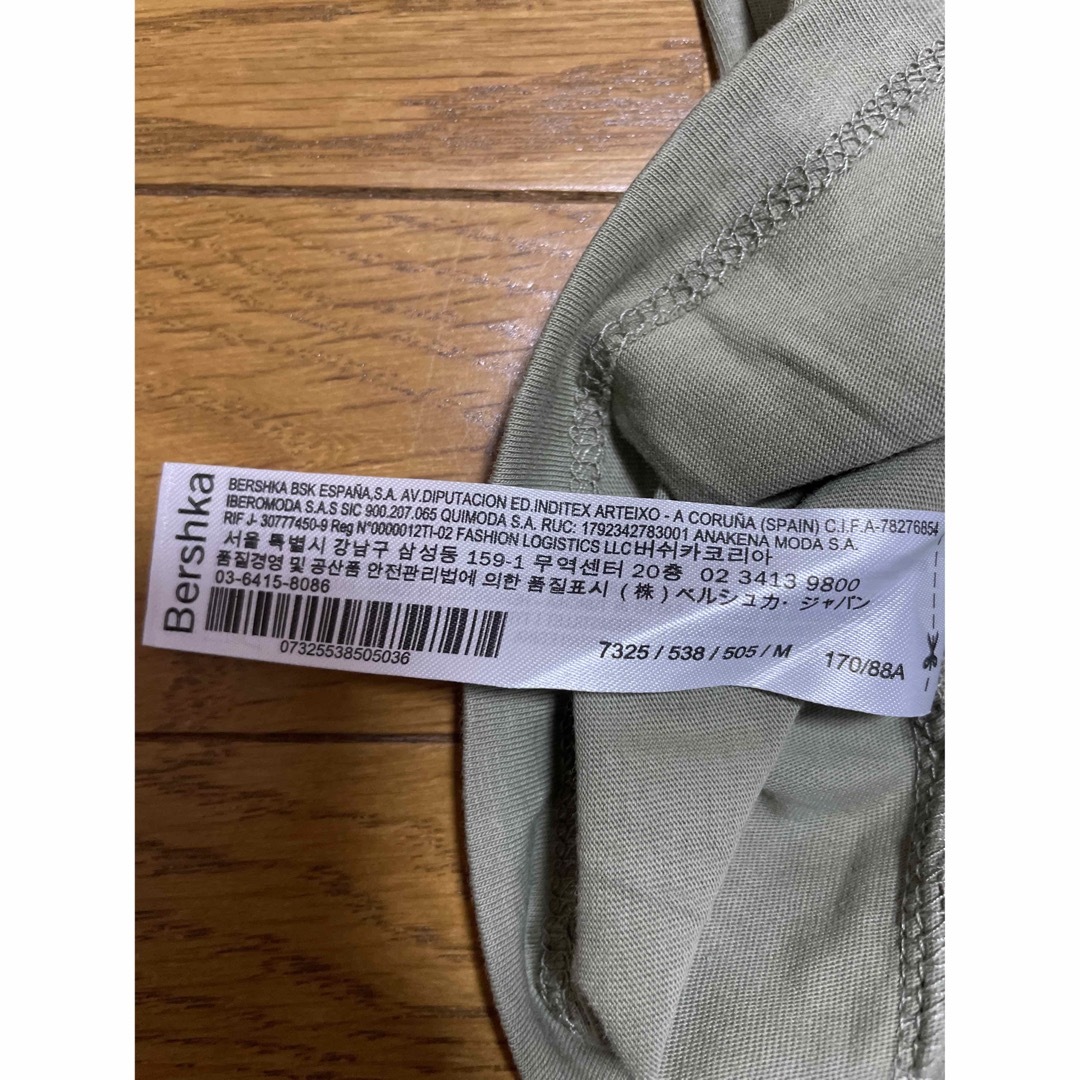 Bershka
BERSHKA BSK ESPAÑA,S.A. AV.DIPUTACION ED.INDITEX ARTEIXO - A CORUÑA (SPAIN) C.I.F. A-78276854
IBEROMODA S.A.S SIC 900.207.065 QUIMODA S.A. RUC: 1792342783001 ANAKENA MODA S.A.
RIF J- 30777450-9 Reg N°0000012TI-02 FASHION LOGISTICS LLC버쉬카코리아
서울 특별시 강남구 삼성동 159-1 무역센터 20층 02 3413 9800
품질경영 및 공산품 안전관리법에 의한 품질표시 (株) ベルシュカ・ジャパン
03-6415-8086
07325538505036
7325 / 538 / 505 / M
170/88A